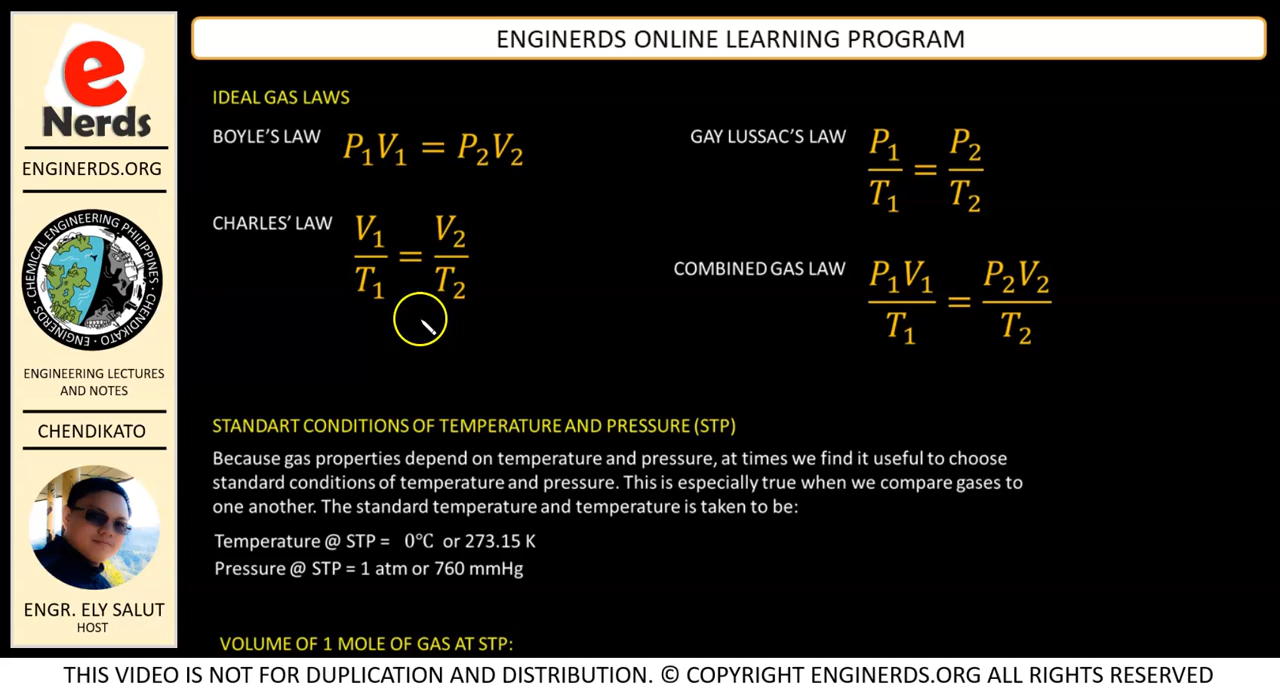 ENGINERDS ONLINE LEARNING PROGRAM
e
Nerds
ENGINERDS.ORG
CHEMICAL ENGINEERING PHILIPPINES
CHENDIKATO
ENGINERDS
ENGINEERING LECTURES
AND NOTES
CHENDIKATO
ENGR. ELY SALUT
HOST
IDEAL GAS LAWS
BOYLE'S LAW P₁V₁ = P₂V₂
CHARLES' LAW V₁/T₁ = V₂/T₂
GAY LUSSAC'S LAW P₁/T₁ = P₂/T₂
COMBINED GAS LAW P₁V₁/T₁ = P₂V₂/T₂
STANDART CONDITIONS OF TEMPERATURE AND PRESSURE (STP)
Because gas properties depend on temperature and pressure, at times we find it useful to choose
standard conditions of temperature and pressure. This is especially true when we compare gases to
one another. The standard temperature and temperature is taken to be:
Temperature @ STP = 0°C or 273.15 K
Pressure @ STP = 1 atm or 760 mmHg
VOLUME OF 1 MOLE OF GAS AT STP:
THIS VIDEO IS NOT FOR DUPLICATION AND DISTRIBUTION. © COPYRIGHT ENGINERDS.ORG ALL RIGHTS RESERVED